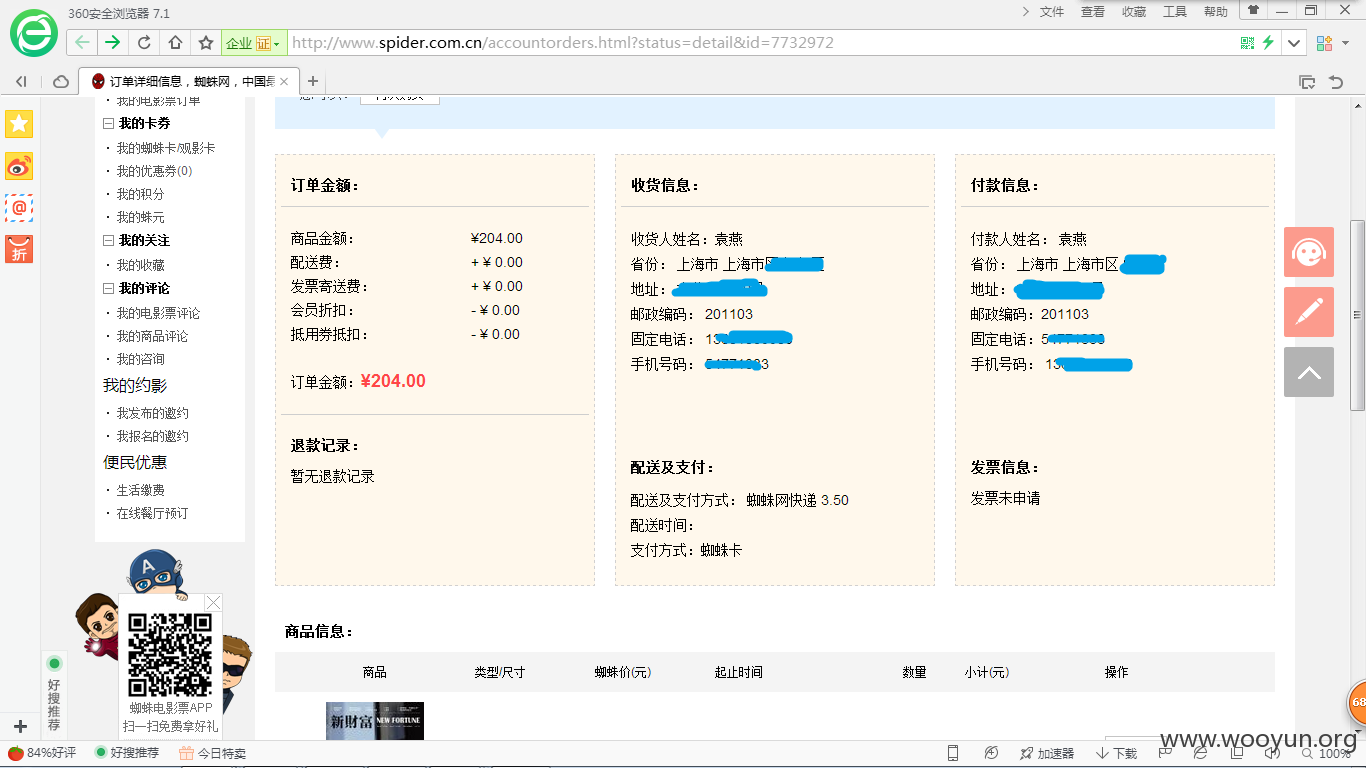 360安全浏览器 7.1
文件 查看 收藏 工具 帮助
企业 证 http://www.spider.com.cn/accountorders.html?status=detail&id=7732972
订单详细信息，蜘蛛网，中国最
我的电影票订单
我的卡券
我的蜘蛛卡/观影卡
我的优惠券(0)
我的积分
我的蛛元
我的关注
我的收藏
我的评论
我的电影票评论
我的商品评论
我的咨询
我的约影
我发布的邀约
我报名的邀约
便民优惠
生活缴费
在线餐厅预订
蜘蛛电影票APP
扫一扫免费拿好礼
好搜推荐
折
订单金额：
商品金额： ¥204.00
配送费： + ¥ 0.00
发票寄送费： + ¥ 0.00
会员折扣： - ¥ 0.00
抵用券抵扣： - ¥ 0.00
订单金额：¥204.00
退款记录：
暂无退款记录
收货信息：
收货人姓名：袁燕
省份： 上海市 上海市区
地址：
邮政编码： 201103
固定电话： 13
手机号码： 3
配送及支付：
配送及支付方式： 蜘蛛网快递 3.50
配送时间：
支付方式：蜘蛛卡
付款信息：
付款人姓名： 袁燕
省份： 上海市 上海市区
地址：
邮政编码：201103
固定电话：5
手机号码： 13
发票信息：
发票未申请
商品信息：
商品 类型/尺寸 蜘蛛价(元) 起止时间 数量 小计(元) 操作
新財富 NEW FORTUNE
68
www.wooyun.org
84%好评 好搜推荐 今日特卖 加速器 下载 100%